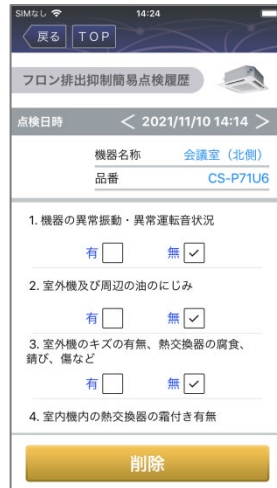 SIMなし 14:24
戻る TOP
フロン排出抑制簡易点検履歴
点検日時 < 2021/11/10 14:14 >
機器名称 会議室（北側）
品番 CS-P71U6
1. 機器の異常振動・異常運転音状況
有 無
2. 室外機及び周辺の油のにじみ
有 無
3. 室外機のキズの有無、熱交換器の腐食、
錆び、傷など
有 無
4. 室内機内の熱交換器の霜付き有無
削除